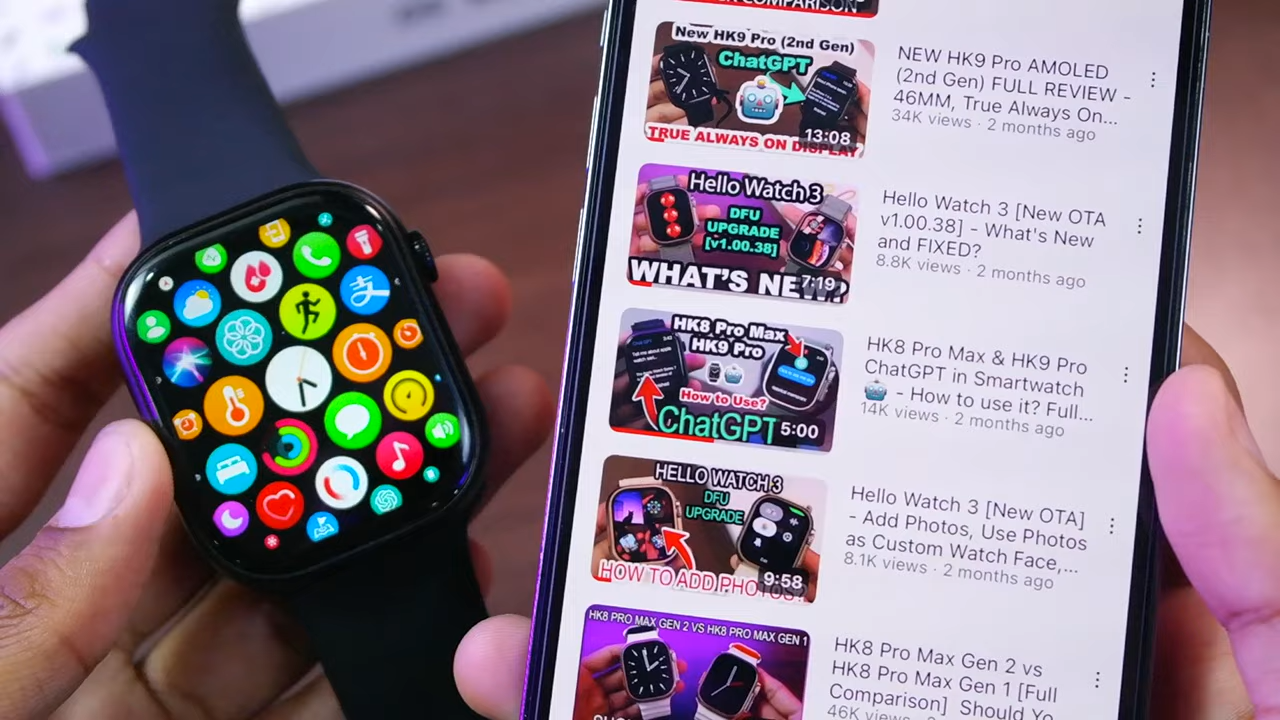 COMPARISON
New HK9 Pro (2nd Gen)
ChatGPT
TRUE ALWAYS ON DISPLAY
13:08
NEW HK9 Pro AMOLED
(2nd Gen) FULL REVIEW -
46MM, True Always On...
34K views · 2 months ago
Hello Watch 3
DFU
UPGRADE
[v1.00.38]
WHAT'S NEW?
7:19
Hello Watch 3 [New OTA
v1.00.38] - What's New
and FIXED?
8.8K views · 2 months ago
HK8 Pro Max
HK9 Pro
How to Use?
ChatGPT
5:00
HK8 Pro Max & HK9 Pro
ChatGPT in Smartwatch
🤖 - How to use it? Full...
14K views · 2 months ago
HELLO WATCH 3
DFU
UPGRADE
HOW TO ADD PHOTOS?
9:58
Hello Watch 3 [New OTA]
- Add Photos, Use Photos
as Custom Watch Face,...
8.1K views · 2 months ago
HK8 PRO MAX GEN 2 VS HK8 PRO MAX GEN 1
HK8 Pro Max Gen 2 vs
HK8 Pro Max Gen 1 [Full
Comparison] Should Yo
46K views